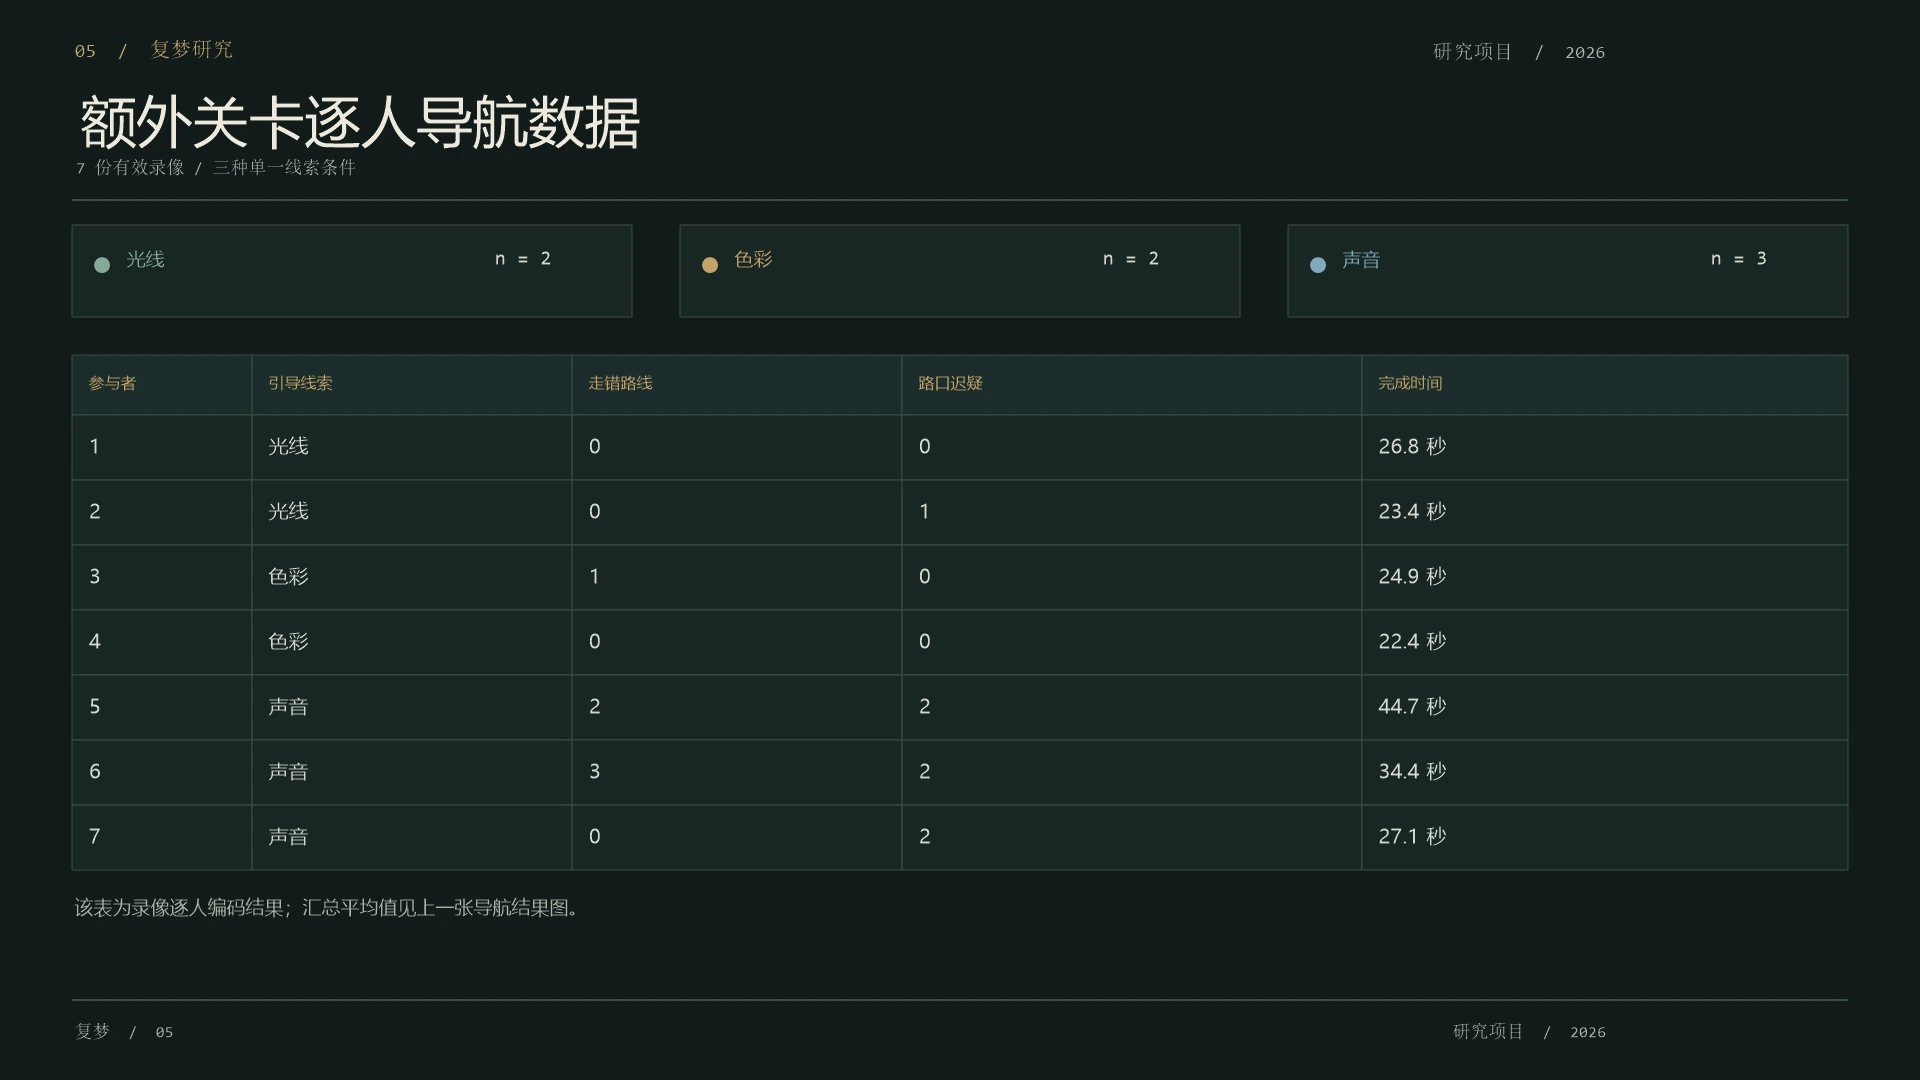 05 / 复梦研究
研究项目 / 2026
额外关卡逐人导航数据
7 份有效录像 / 三种单一线索条件
光线 n = 2
色彩 n = 2
声音 n = 3
参与者 引导线索 走错路线 路口迟疑 完成时间
1 光线 0 0 26.8 秒
2 光线 0 1 23.4 秒
3 色彩 1 0 24.9 秒
4 色彩 0 0 22.4 秒
5 声音 2 2 44.7 秒
6 声音 3 2 34.4 秒
7 声音 0 2 27.1 秒
该表为录像逐人编码结果；汇总平均值见上一张导航结果图。
复梦 / 05
研究项目 / 2026